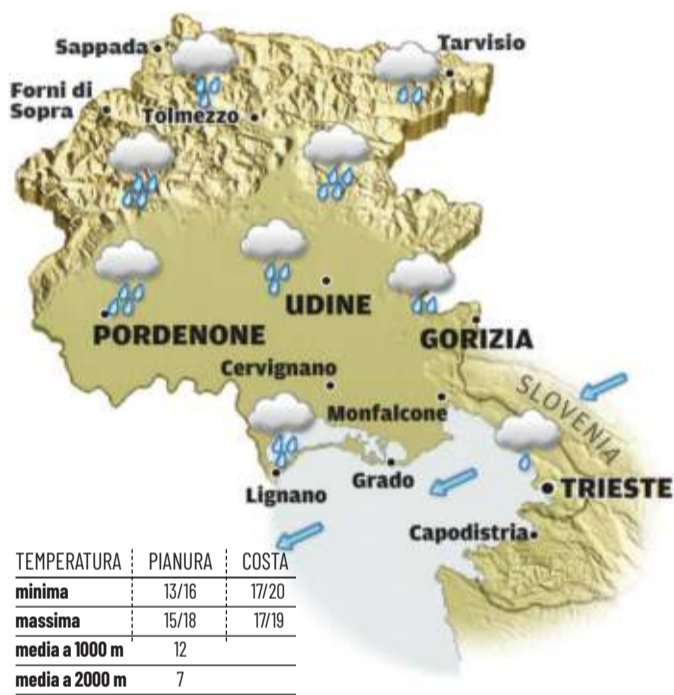 Sappada
Tarvisio
Forni di
Sopra
Tolmezzo
UDINE
PORDENONE
GORIZIA
Cervignano
SLOVENIA
Monfalcone
Grado
Lignano
TRIESTE
Capodistria
TEMPERATURA PIANURA COSTA
minima 13/16 17/20
massima 15/18 17/19
media a 1000 m 12
media a 2000 m 7